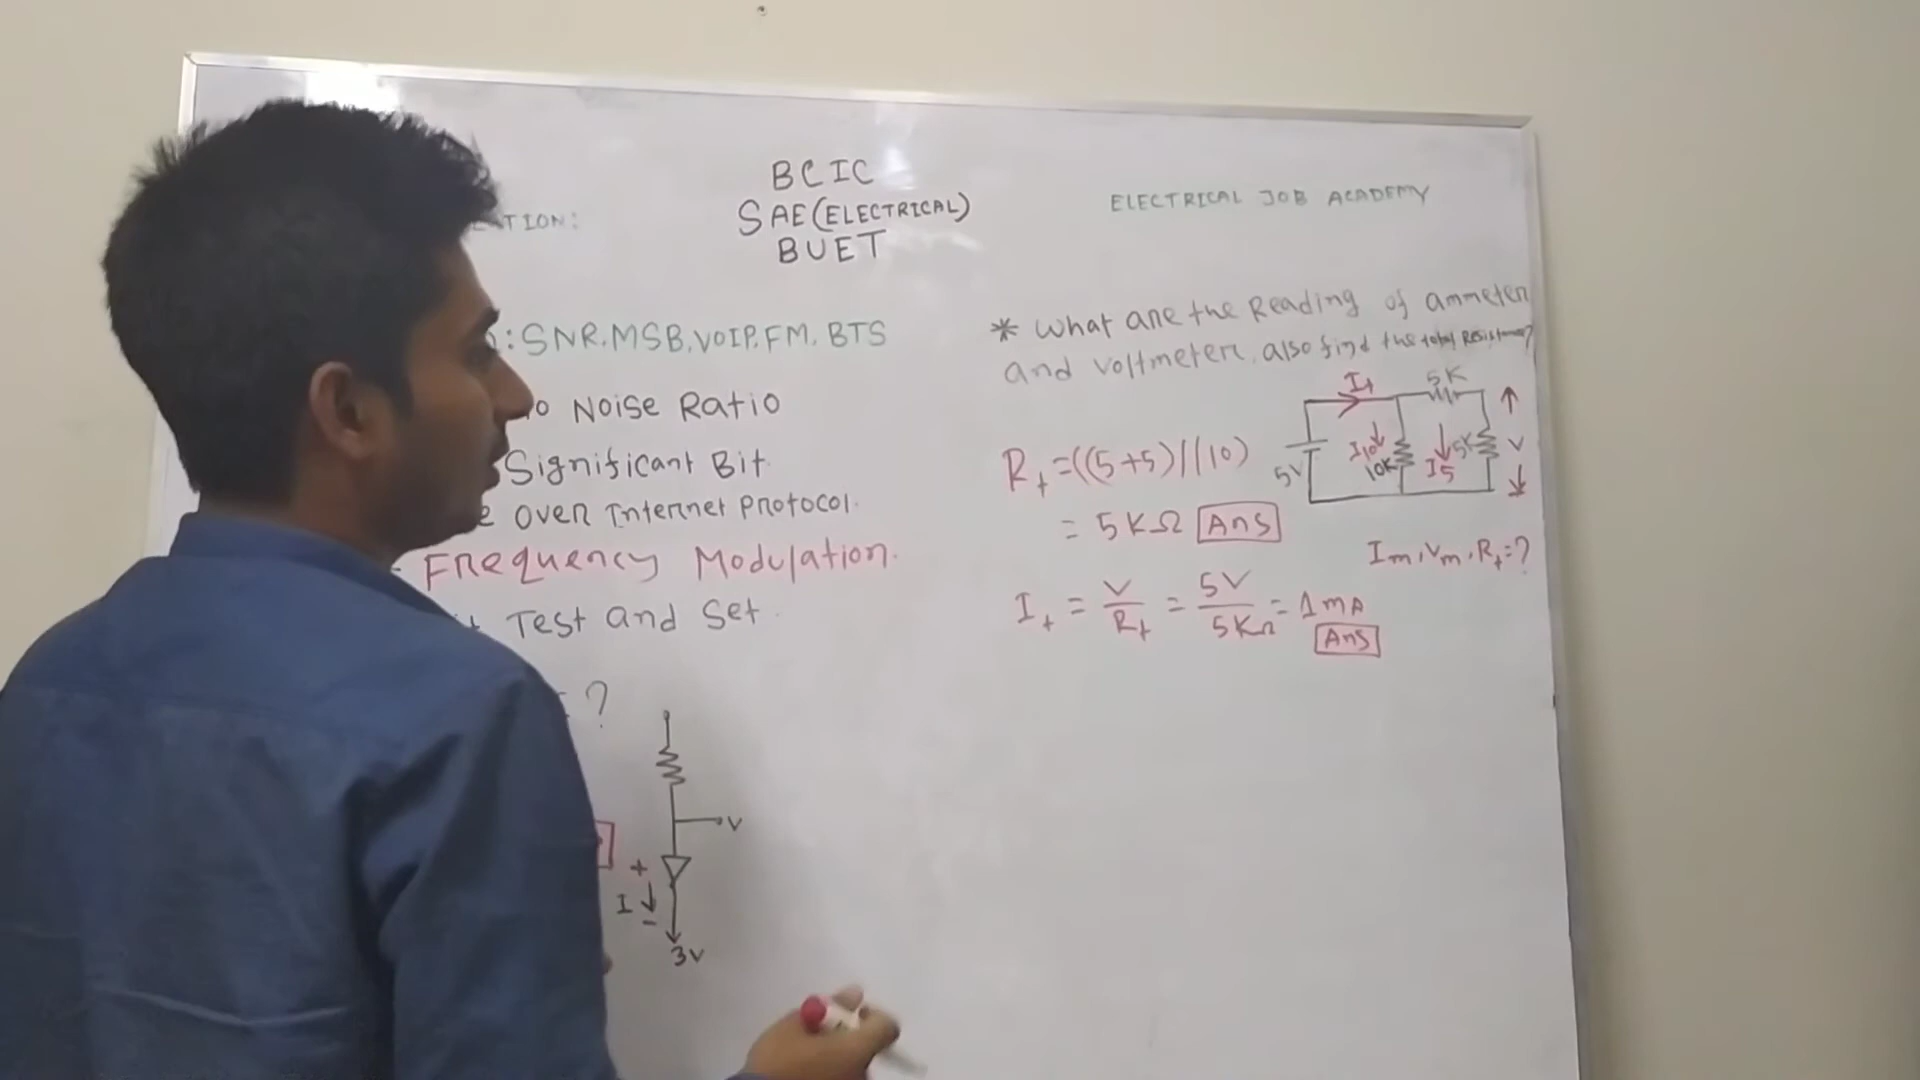 BCIC
SAE(ELECTRICAL)
BUET
ELECTRICAL JOB ACADEMY
ATION:
:SNR.MSB.VOIP.FM.BTS
o NOISE RATIO
Significant Bit
e OVER Internet Protocol.
Frequency Modulation.
Test and Set.
?
V
+
I
-
3V
* What are the Reading of ammeter
and voltmeter, also find the total Resistance?
It
5K
5V
I10
10K
I5
5K
V
Rt=((5+5)||10)
= 5KΩ Ans
Im,Vm,Rt=?
It = V/Rt = 5V/5KΩ = 1mA
Ans